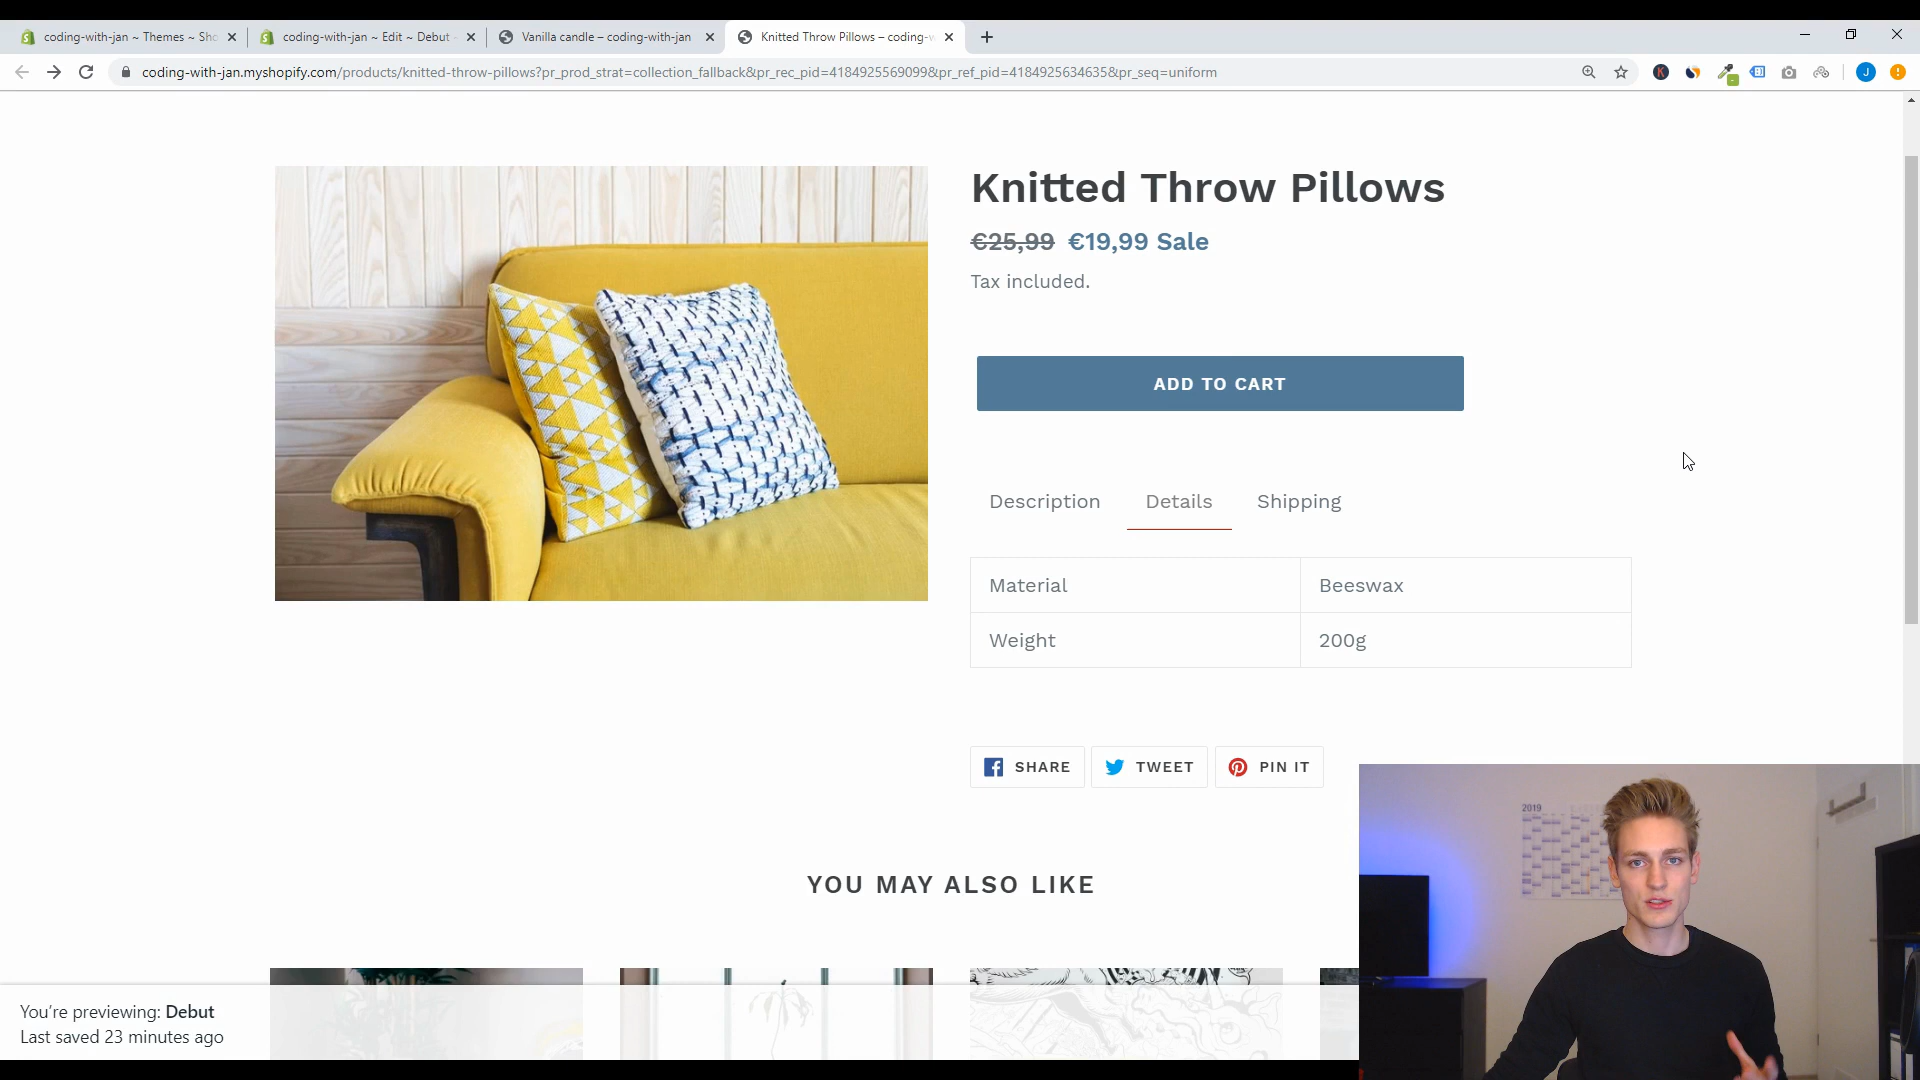 coding-with-jan ~ Themes ~ Sho
coding-with-jan ~ Edit ~ Debut -
Vanilla candle – coding-with-jan
Knitted Throw Pillows – coding-w
coding-with-jan.myshopify.com/products/knitted-throw-pillows?pr_prod_strat=collection_fallback&pr_rec_pid=4184925569099&pr_ref_pid=4184925634635&pr_seq=uniform
K
J
Knitted Throw Pillows
€25,99 €19,99 Sale
Tax included.
ADD TO CART
Description Details Shipping
Material Beeswax
Weight 200g
SHARE TWEET PIN IT
2019
YOU MAY ALSO LIKE
You're previewing: Debut
Last saved 23 minutes ago